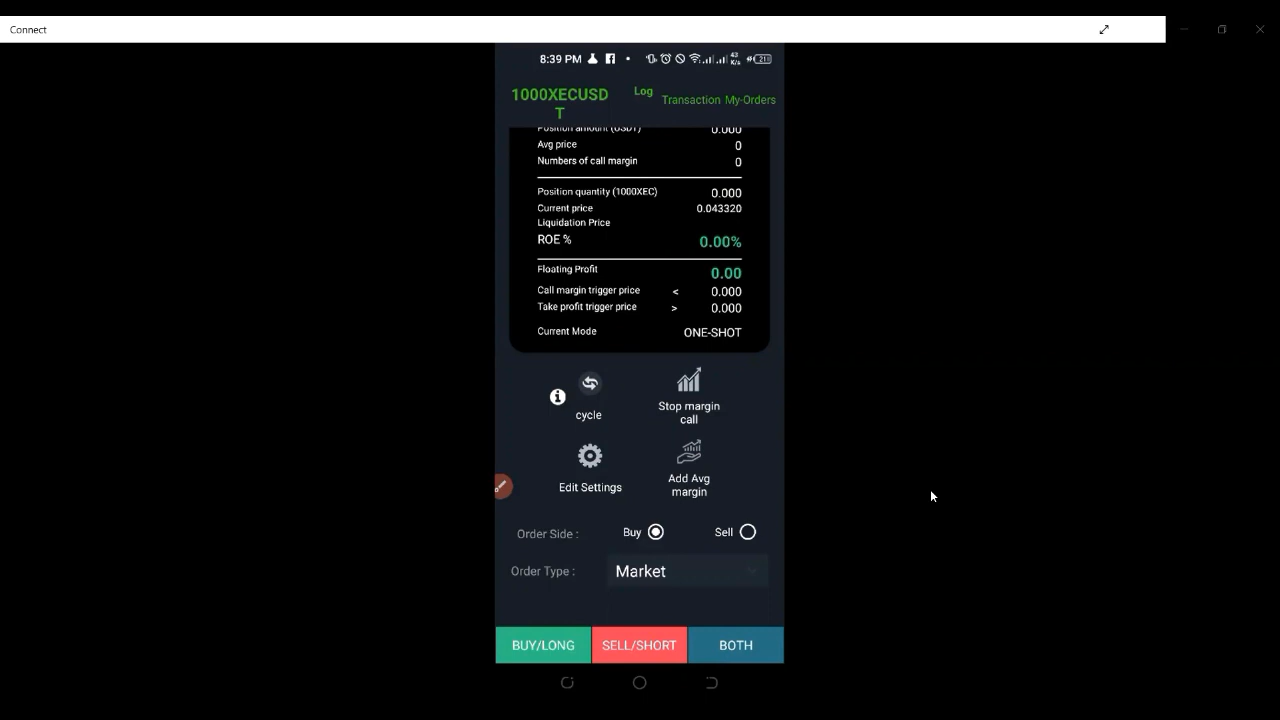 Connect
8:39 PM
43
K/s
21
1000XECUSD
T
Log
Transaction My-Orders
Position amount (USDT) 0.000
Avg price 0
Numbers of call margin 0
Position quantity (1000XEC) 0.000
Current price 0.043320
Liquidation Price
ROE % 0.00%
Floating Profit 0.00
Call margin trigger price < 0.000
Take profit trigger price > 0.000
Current Mode ONE-SHOT
cycle
Stop margin
call
Edit Settings
Add Avg
margin
Order Side : Buy Sell
Order Type : Market
BUY/LONG SELL/SHORT BOTH